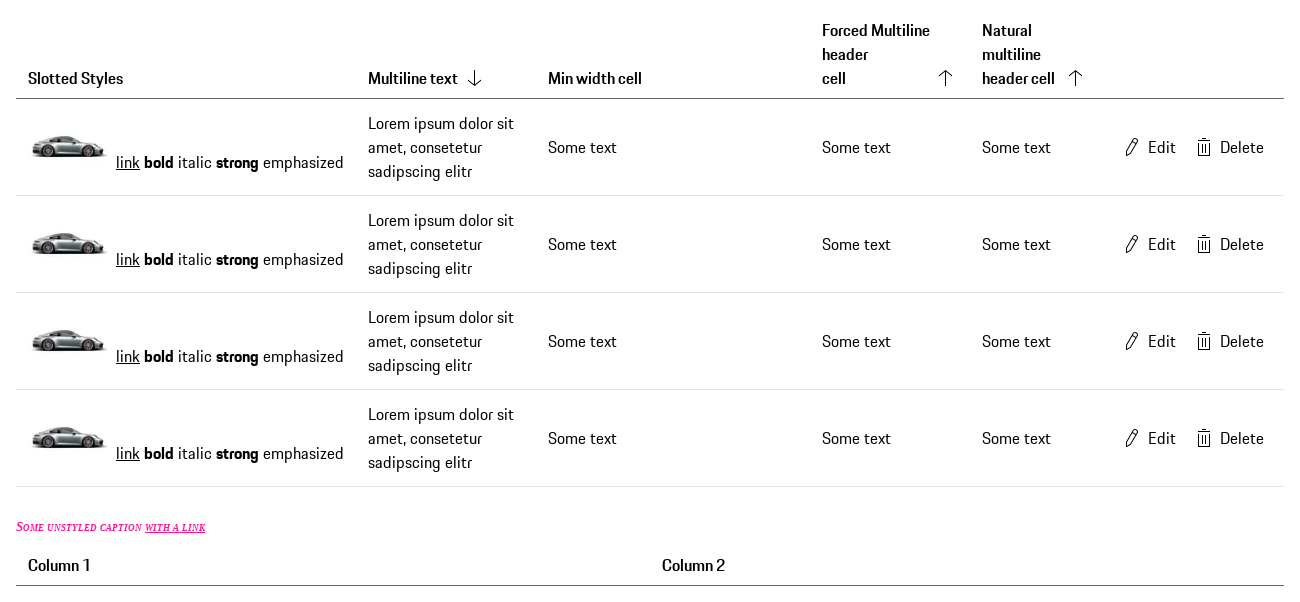 Slotted Styles
Multiline text
Min width cell
Forced Multiline
header
cell
Natural
multiline
header cell
link bold italic strong emphasized
Lorem ipsum dolor sit
amet, consetetur
sadipscing elitr
Some text
Some text
Some text
Edit
Delete
link bold italic strong emphasized
Lorem ipsum dolor sit
amet, consetetur
sadipscing elitr
Some text
Some text
Some text
Edit
Delete
link bold italic strong emphasized
Lorem ipsum dolor sit
amet, consetetur
sadipscing elitr
Some text
Some text
Some text
Edit
Delete
link bold italic strong emphasized
Lorem ipsum dolor sit
amet, consetetur
sadipscing elitr
Some text
Some text
Some text
Edit
Delete
Some unstyled caption with a link
Column 1
Column 2